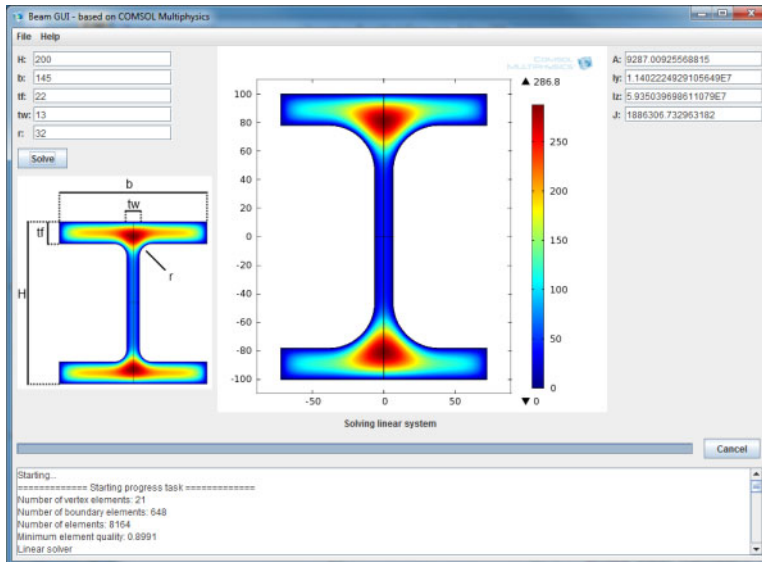 Beam GUI - based on COMSOL Multiphysics
File Help
H: 200
b: 145
tf: 22
tw: 13
r: 32
Solve
b
tw
tf
r
H
COMSOL
MULTIPHYSICS
286.8
100
80
60
40
20
0
-20
-40
-60
-80
-100
-50
0
50
250
200
150
100
50
0
0
A: 9287.00925568815
Iy: 1.1402224929105649E7
Iz: 5.935039698611079E7
J: 1886306.732963182
Solving linear system
Cancel
Starting...
============= Starting progress task =============
Number of vertex elements: 21
Number of boundary elements: 648
Number of elements: 8164
Minimum element quality: 0.8991
Linear solver